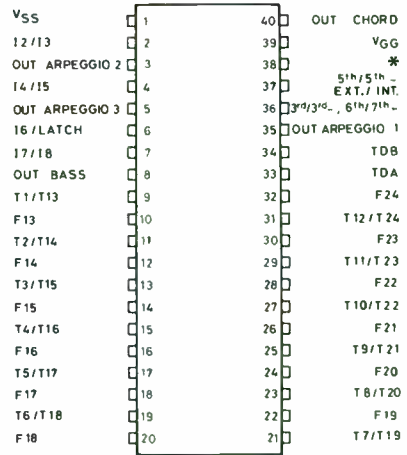 VSS 1 40 OUT CHORD
I2/I3 2 39 VGG
OUT ARPEGGIO 2 3 38 *
I4/I5 4 37 5th/5th -
EXT./ INT.
OUT ARPEGGIO 3 5 36 3rd/3rd-, 6th/7th-
I6/LATCH 6 35 OUT ARPEGGIO 1
I7/I8 7 34 TDB
OUT BASS 8 33 TDA
T1/T13 9 32 F24
F13 10 31 T12/T24
T2/T14 11 30 F23
F14 12 29 T11/T23
T3/T15 13 28 F22
F15 14 27 T10/T22
T4/T16 15 26 F21
F16 16 25 T9/T21
T5/T17 17 24 F20
F17 18 23 T8/T20
T6/T18 19 22 F19
F18 20 21 T7/T19